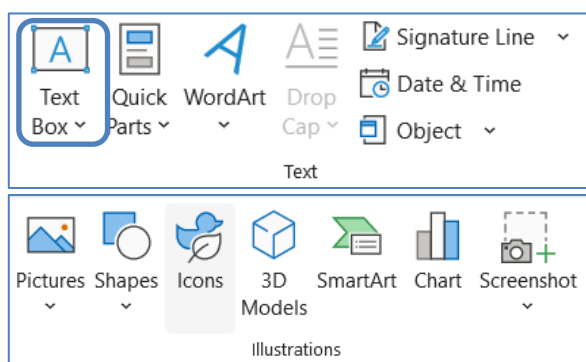 Text Box
Quick Parts
WordArt
Drop Cap
Signature Line
Date & Time
Object
Text
Pictures
Shapes
Icons
3D Models
SmartArt
Chart
Screenshot
Illustrations